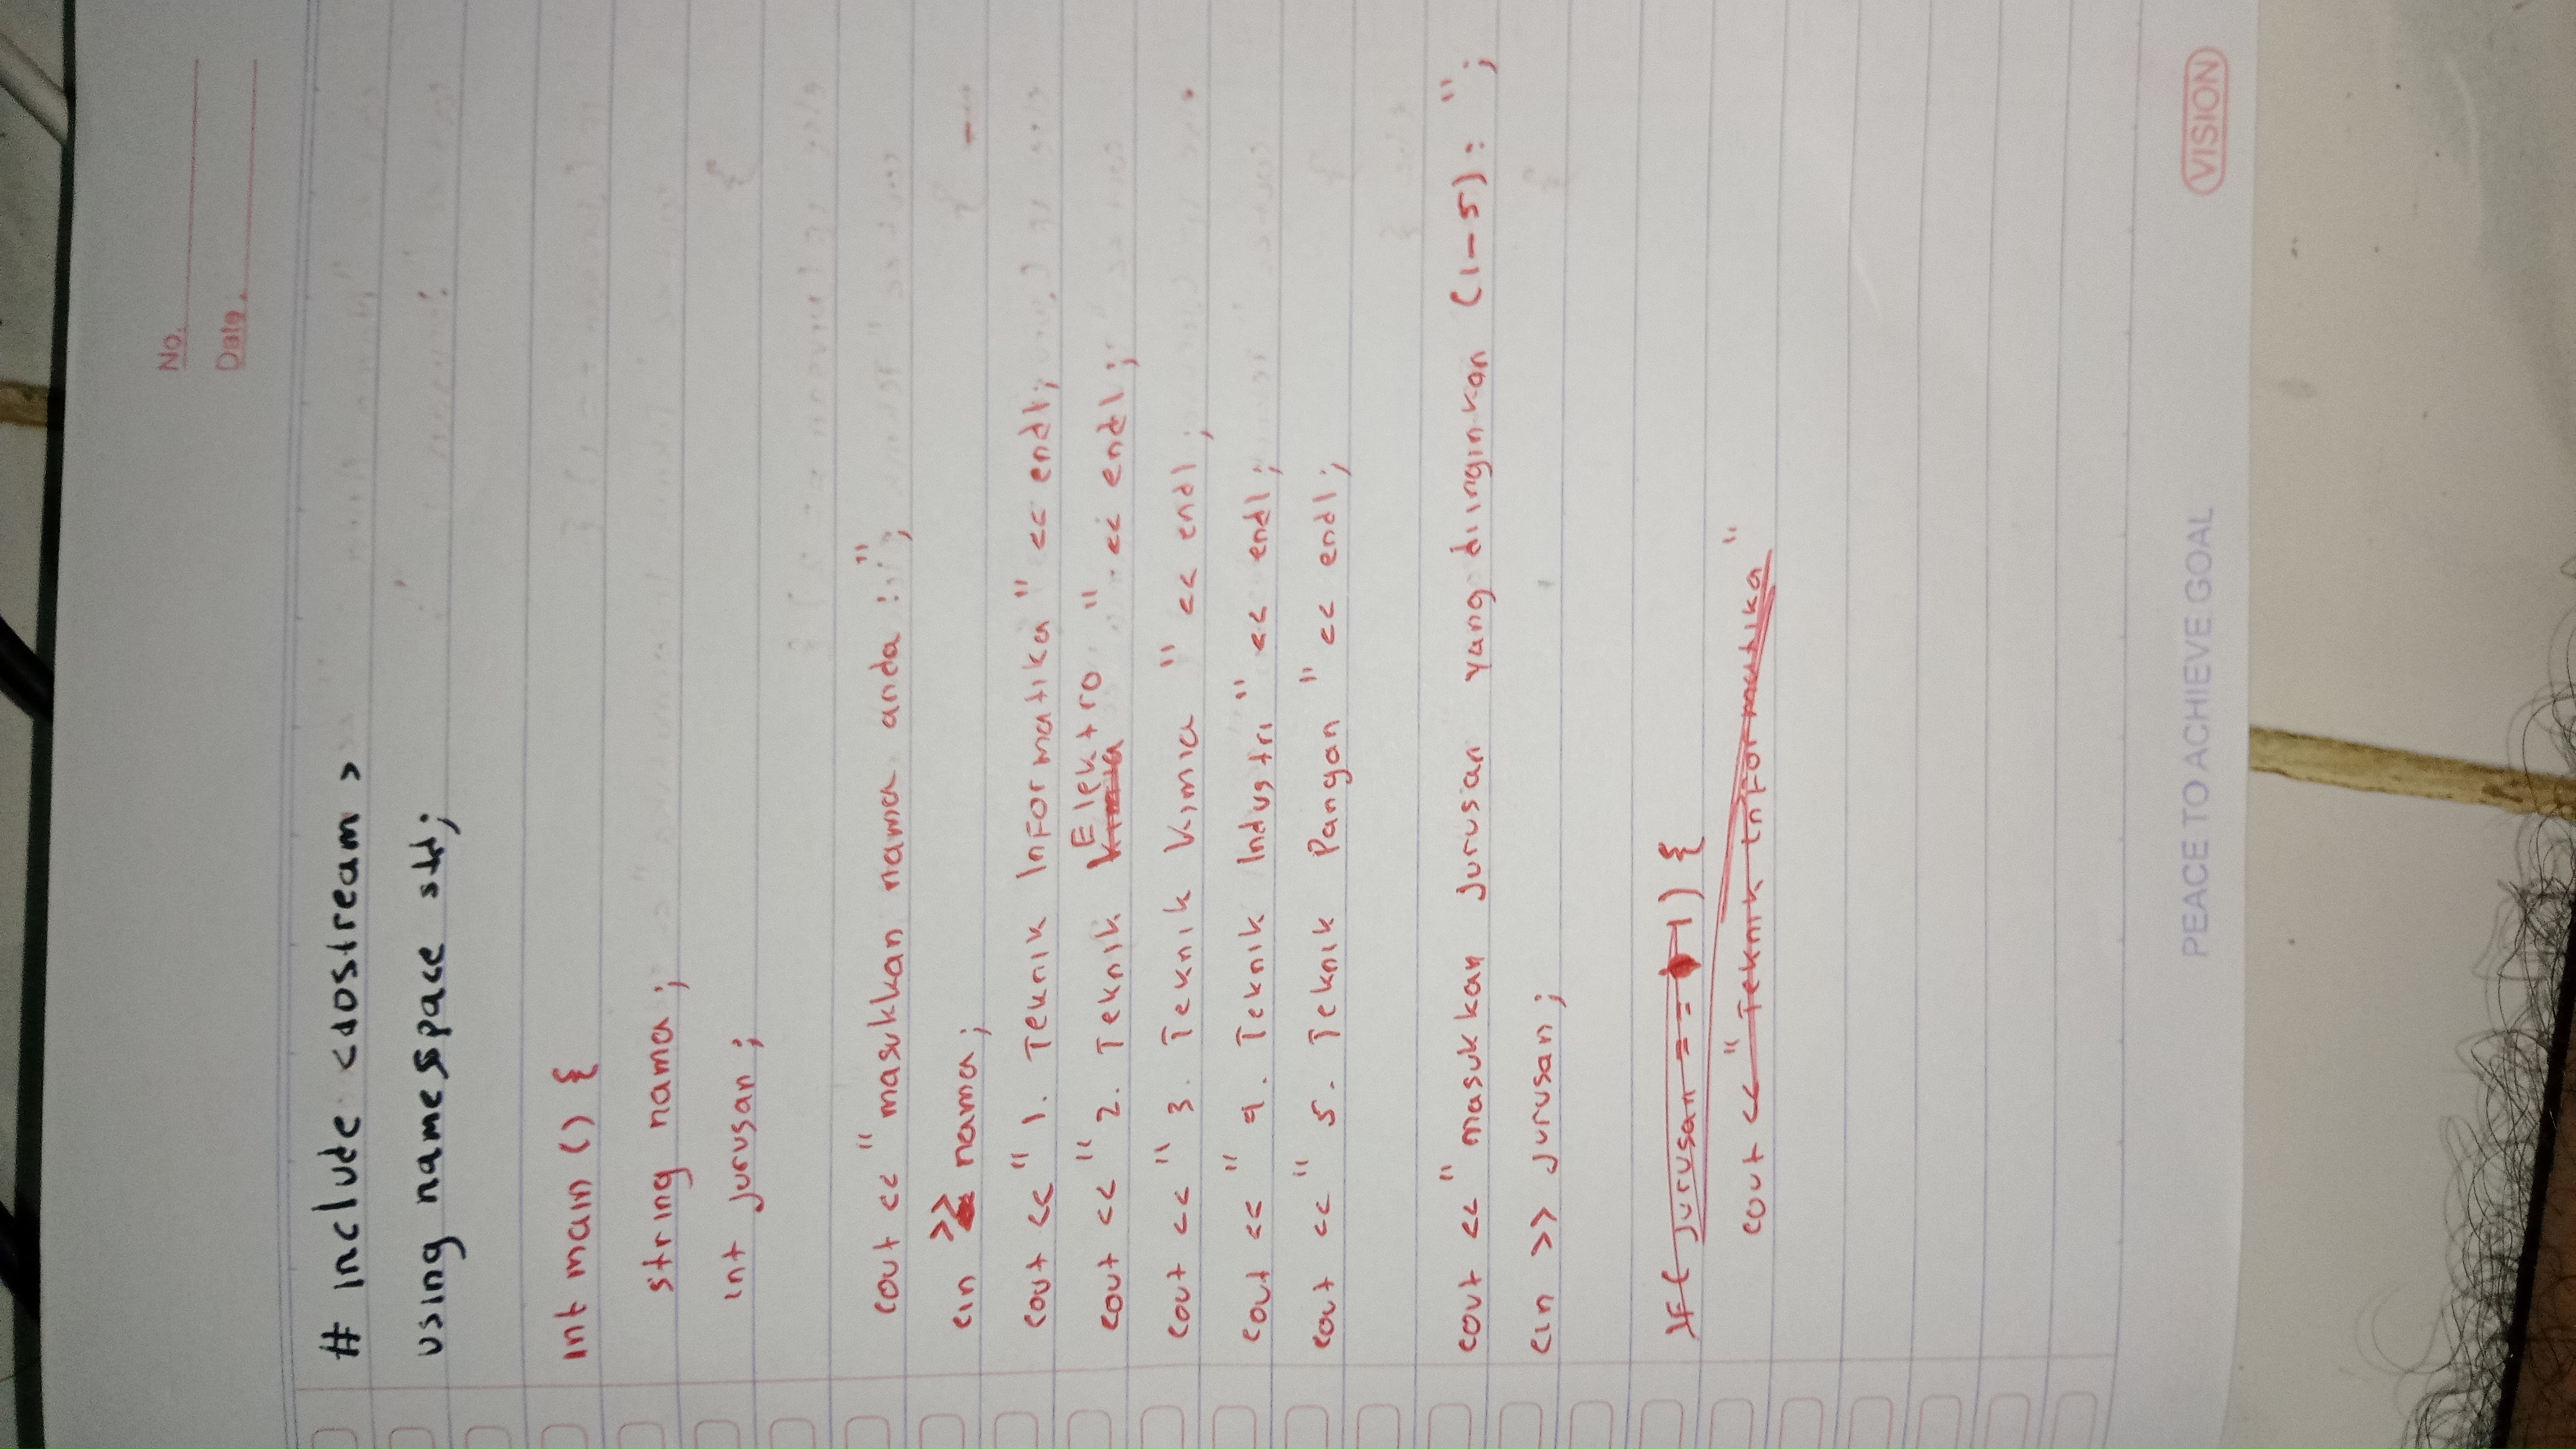 No.
Date.
# include <iostream>
using namespace std;
int main () {
string nama;
int jurusan;
cout << "masukkan nama anda : ";
cin >> nama;
cout << "1. Teknik Informatika" << endl;
cout << "2. Teknik Elektro" << endl;
cout << "3. Teknik Kimia" << endl;
cout << "4. Teknik Industri" << endl;
cout << "5. Teknik Pangan" << endl;
cout << "masukkan jurusan yang diinginkan (1-5): ";
cin >> jurusan;
if (jurusan == 1) {
cout << "Teknik Informatika"
PEACE TO ACHIEVE GOAL
VISION